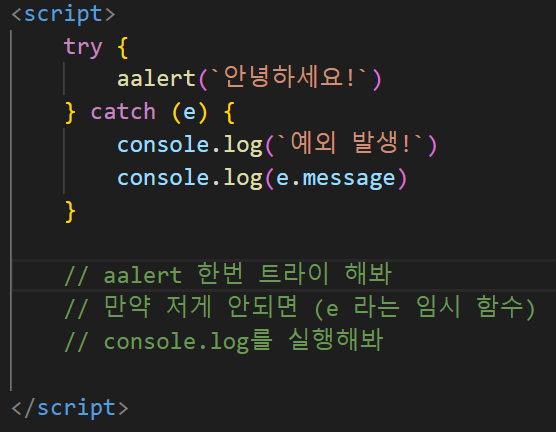 <script>
try {
aalert(`안녕하세요!`)
} catch (e) {
console.log(`예외 발생!`)
console.log(e.message)
}
// aalert 한번 트라이 해봐
// 만약 저게 안되면 (e 라는 임시 함수)
// console.log를 실행해봐
</script>